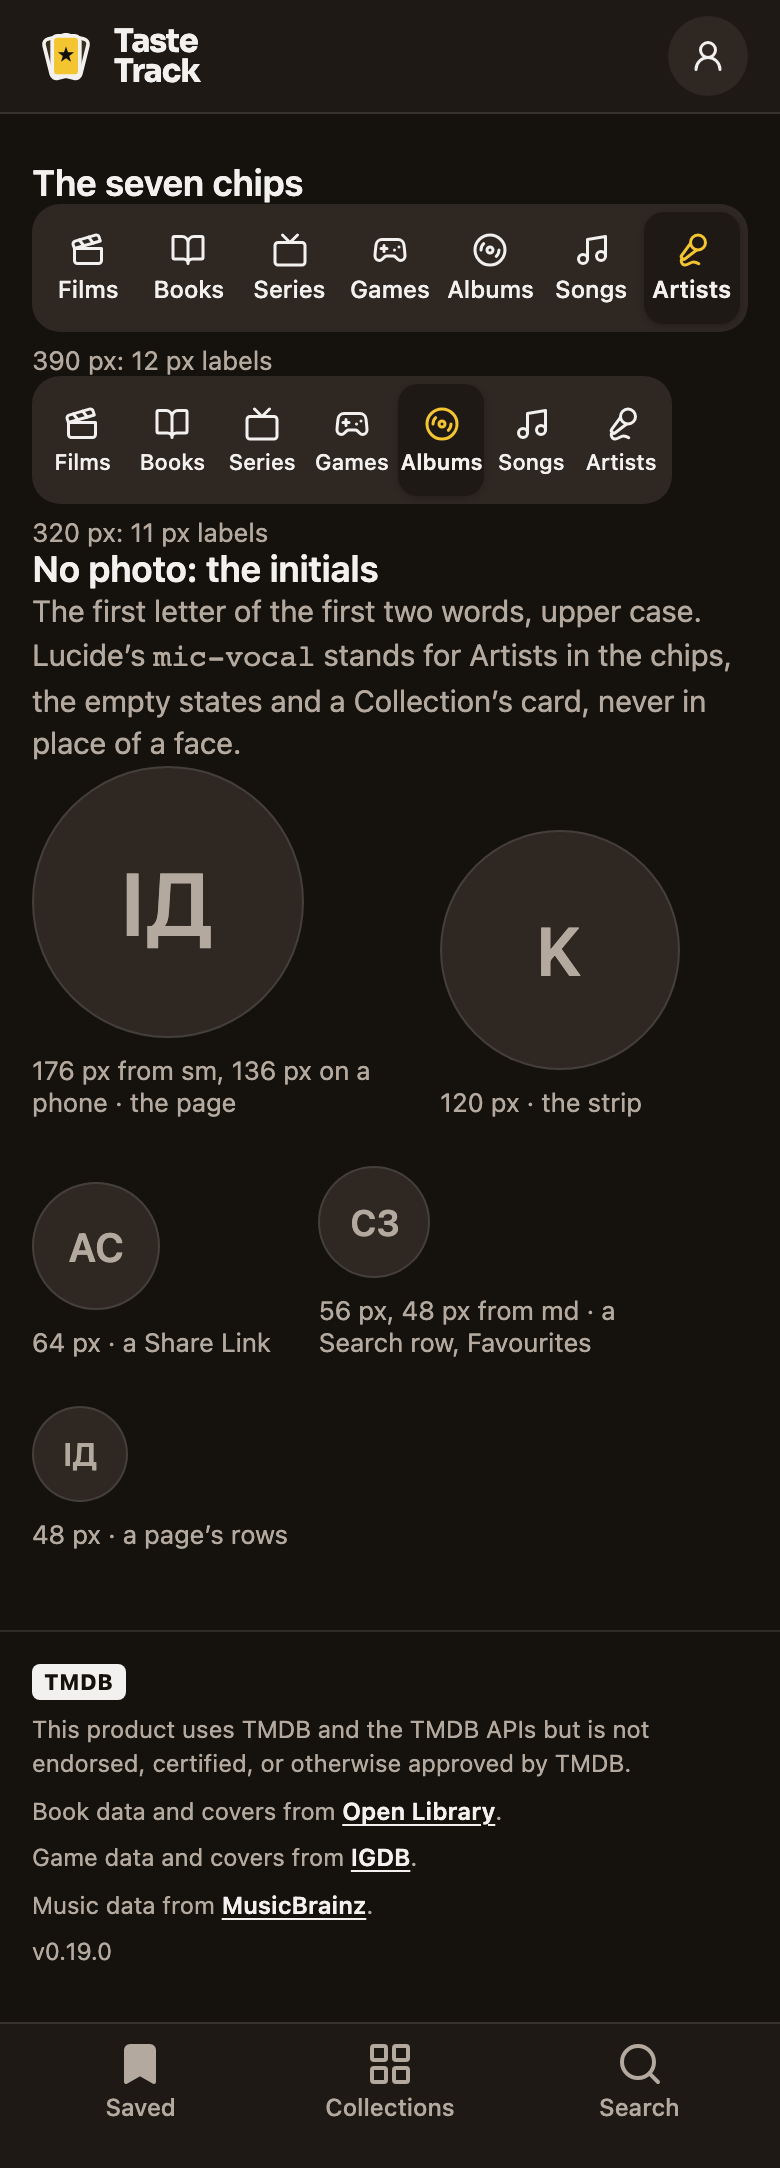 Taste
Track
The seven chips
Films Books Series Games Albums Songs Artists
390 px: 12 px labels
Films Books Series Games Albums Songs Artists
320 px: 11 px labels
No photo: the initials
The first letter of the first two words, upper case.
Lucide’s mic-vocal stands for Artists in the chips,
the empty states and a Collection’s card, never in
place of a face.
ІД
K
176 px from sm, 136 px on a
phone · the page
120 px · the strip
AC
СЗ
64 px · a Share Link
56 px, 48 px from md · a
Search row, Favourites
ІД
48 px · a page’s rows
TMDB
This product uses TMDB and the TMDB APIs but is not
endorsed, certified, or otherwise approved by TMDB.
Book data and covers from Open Library.
Game data and covers from IGDB.
Music data from MusicBrainz.
v0.19.0
Saved Collections Search